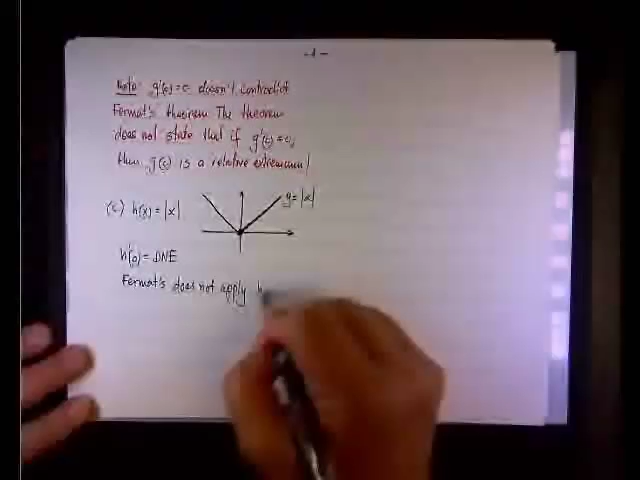 -4-
Note: g'(0)=0 doesn't contradict
Fermat's theorem. The theorem
does not state that if g'(c)=0,
then g(c) is a relative extremum!
(c) h(x)=|x|
y=|x|
h'(0)=DNE
Fermat's does not apply h